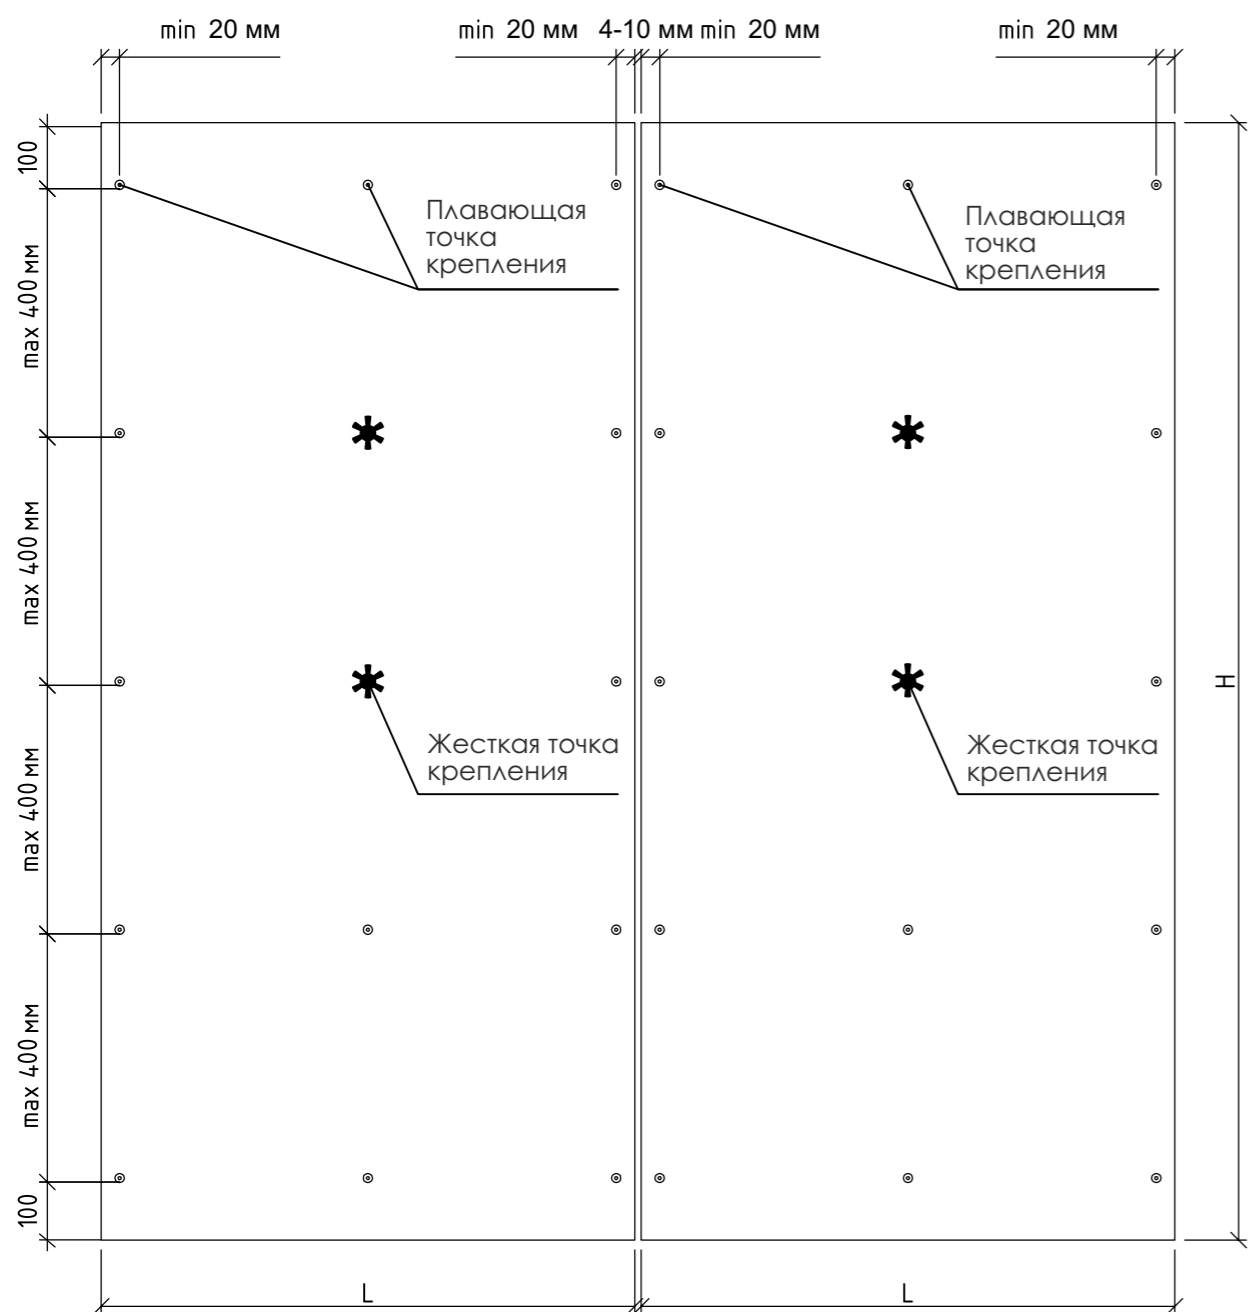 min 20 мм
min 20 мм
4-10 мм
min 20 мм
min 20 мм
100
max 400 мм
Плавающая
точка
крепления
Плавающая
точка
крепления
max 400 мм
H
max 400 мм
Жесткая точка
крепления
Жесткая точка
крепления
max 400 мм
100
L
L